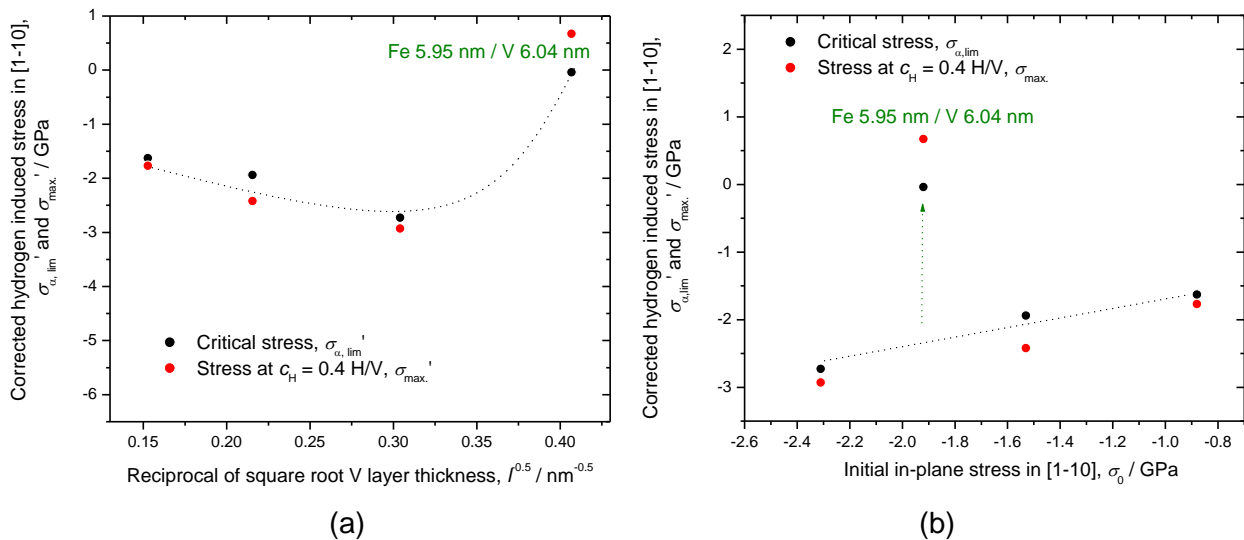 Corrected hydrogen induced stress in [1-10],
σα, lim' and σmax.' / GPa
1
0
-1
-2
-3
-4
-5
-6
Fe 5.95 nm / V 6.04 nm
Critical stress, σα, lim'
Stress at cH = 0.4 H/V, σmax.'
0.15 0.20 0.25 0.30 0.35 0.40
Reciprocal of square root V layer thickness, l^0.5 / nm^-0.5
(a)
Corrected hydrogen induced stress in [1-10],
σα,lim' and σmax.' / GPa
2
1
0
-1
-2
-3
Critical stress, σα,lim
Stress at cH = 0.4 H/V, σmax.
Fe 5.95 nm / V 6.04 nm
-2.6 -2.4 -2.2 -2.0 -1.8 -1.6 -1.4 -1.2 -1.0 -0.8
Initial in-plane stress in [1-10], σ0 / GPa
(b)